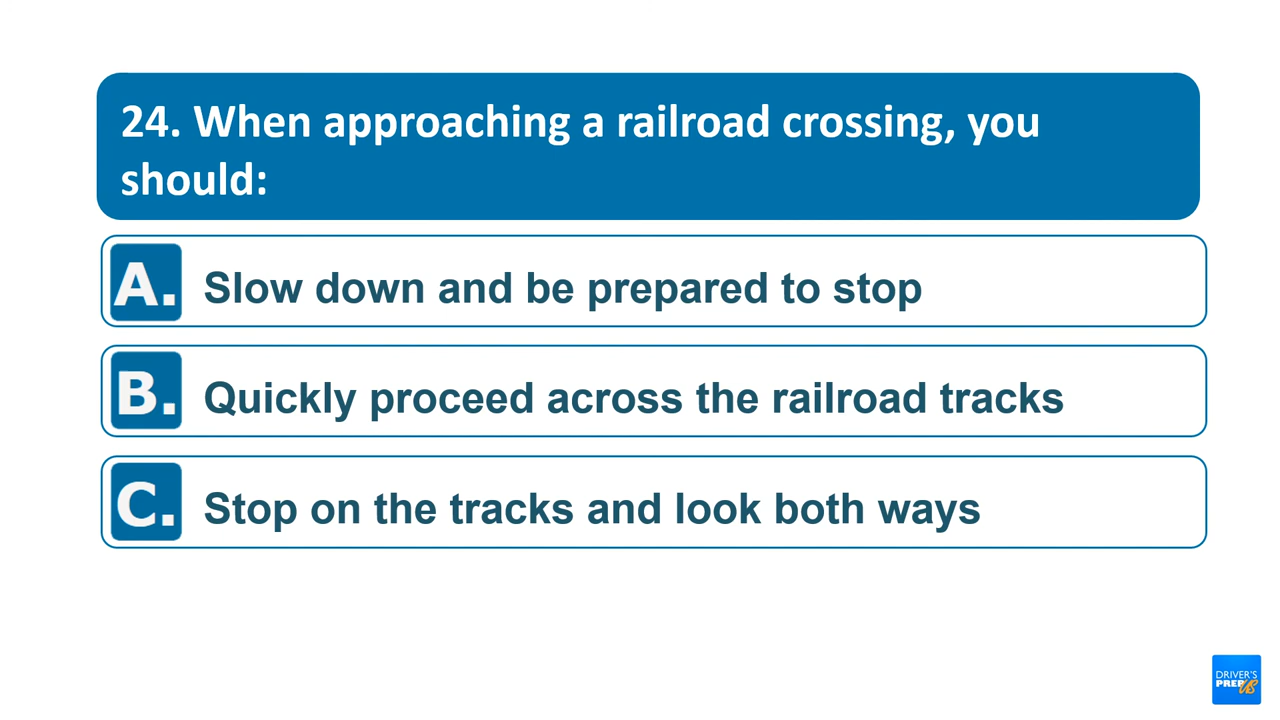 24. When approaching a railroad crossing, you
should:
A. Slow down and be prepared to stop
B. Quickly proceed across the railroad tracks
C. Stop on the tracks and look both ways
DRIVER'S
PREP US